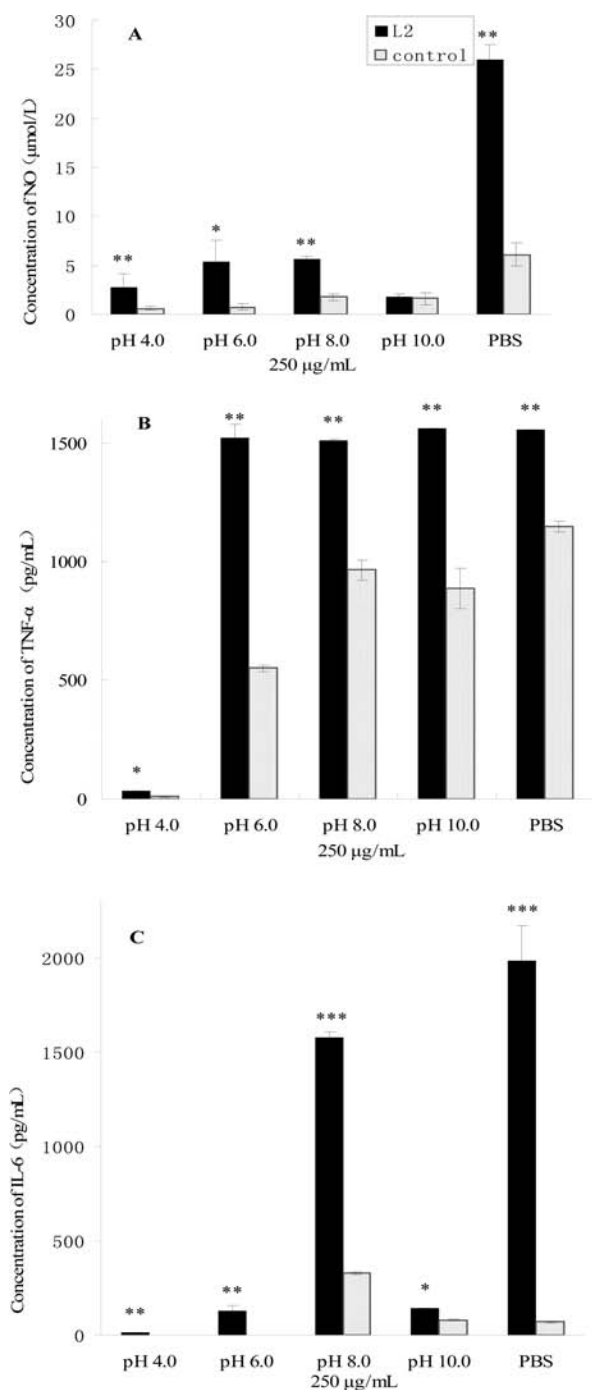 A
L2
control
Concentration of NO (μmol/L)
30
25
20
15
10
5
0
**
*
**
**
pH 4.0 pH 6.0 pH 8.0 pH 10.0 PBS
250 μg/mL
B
Concentration of TNF-α (pg/mL)
1500
1000
500
0
*
**
**
**
**
pH 4.0 pH 6.0 pH 8.0 pH 10.0 PBS
250 μg/mL
C
Concentration of IL-6 (pg/mL)
2000
1500
1000
500
0
**
**
***
*
***
pH 4.0 pH 6.0 pH 8.0 pH 10.0 PBS
250 μg/mL